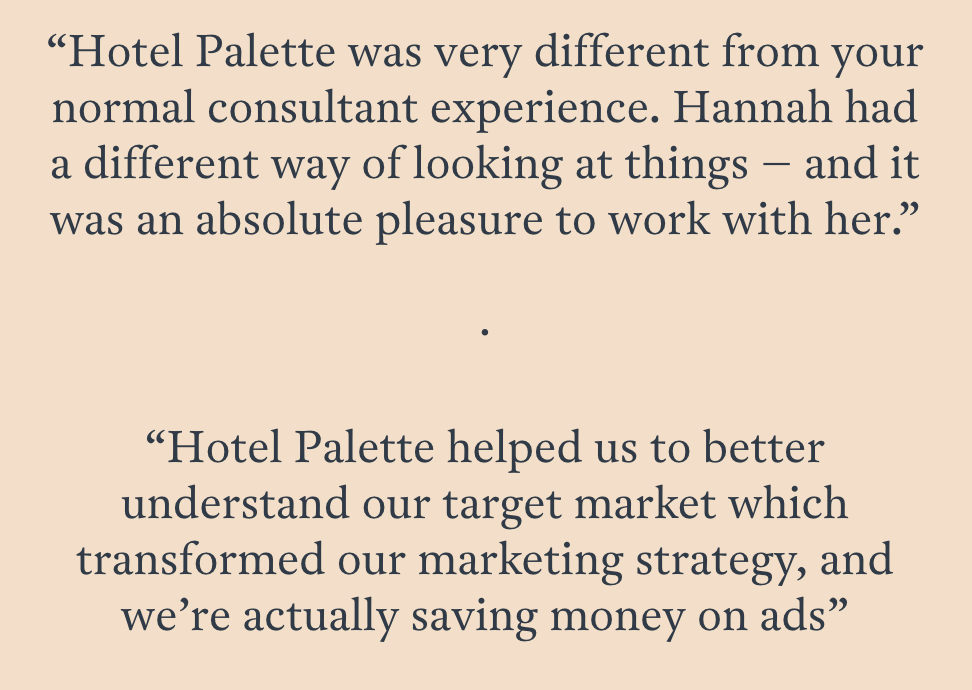 “Hotel Palette was very different from your
normal consultant experience. Hannah had
a different way of looking at things – and it
was an absolute pleasure to work with her.”
.
“Hotel Palette helped us to better
understand our target market which
transformed our marketing strategy, and
we’re actually saving money on ads”